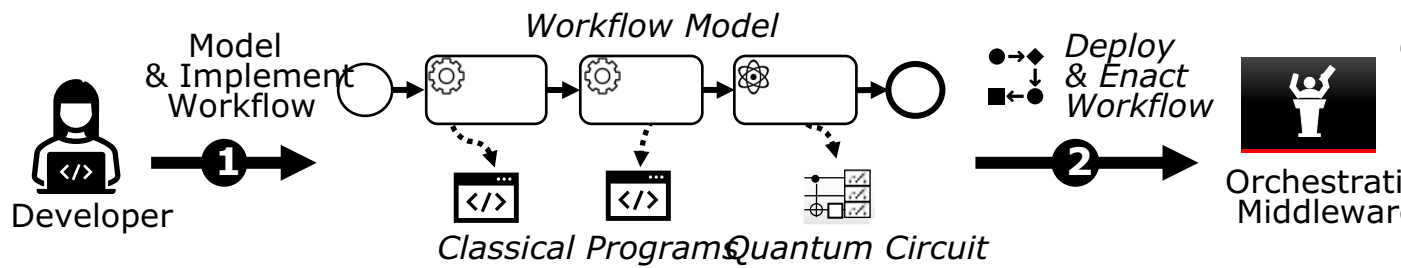 Workflow Model
Model
& Implement
Workflow
Deploy
& Enact
Workflow
1
2
</>
</>
</>
Developer
Classical Programs
Quantum Circuit
Orchestrati
Middleware